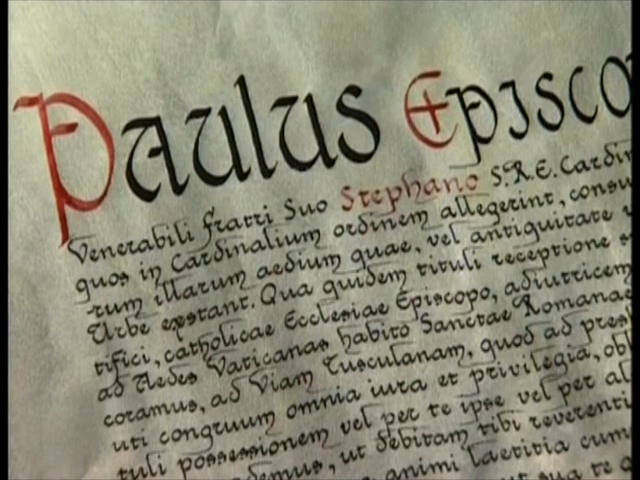 Paulus Episco
Venerabili Fratri Suo Stephano S.R.E. Cardin
quos in Cardinalium ordinem allegerint, consu
rum illarum aedium quae, vel antiquitate
Urbe exstant. Qua quidem tituli receptione
tifici, catholicae Ecclesiae Episcopo, adiutricem
ad Aedes Vaticanas habito Sanctae Romanae
coramus, ad Viam Tusculanam, quod ad presb
uti congruum omnia iura et privilegia, obl
tuli possessionem vel per te ipse vel per al
demus, ut debitam tibi reverenti
animi laetitia cum